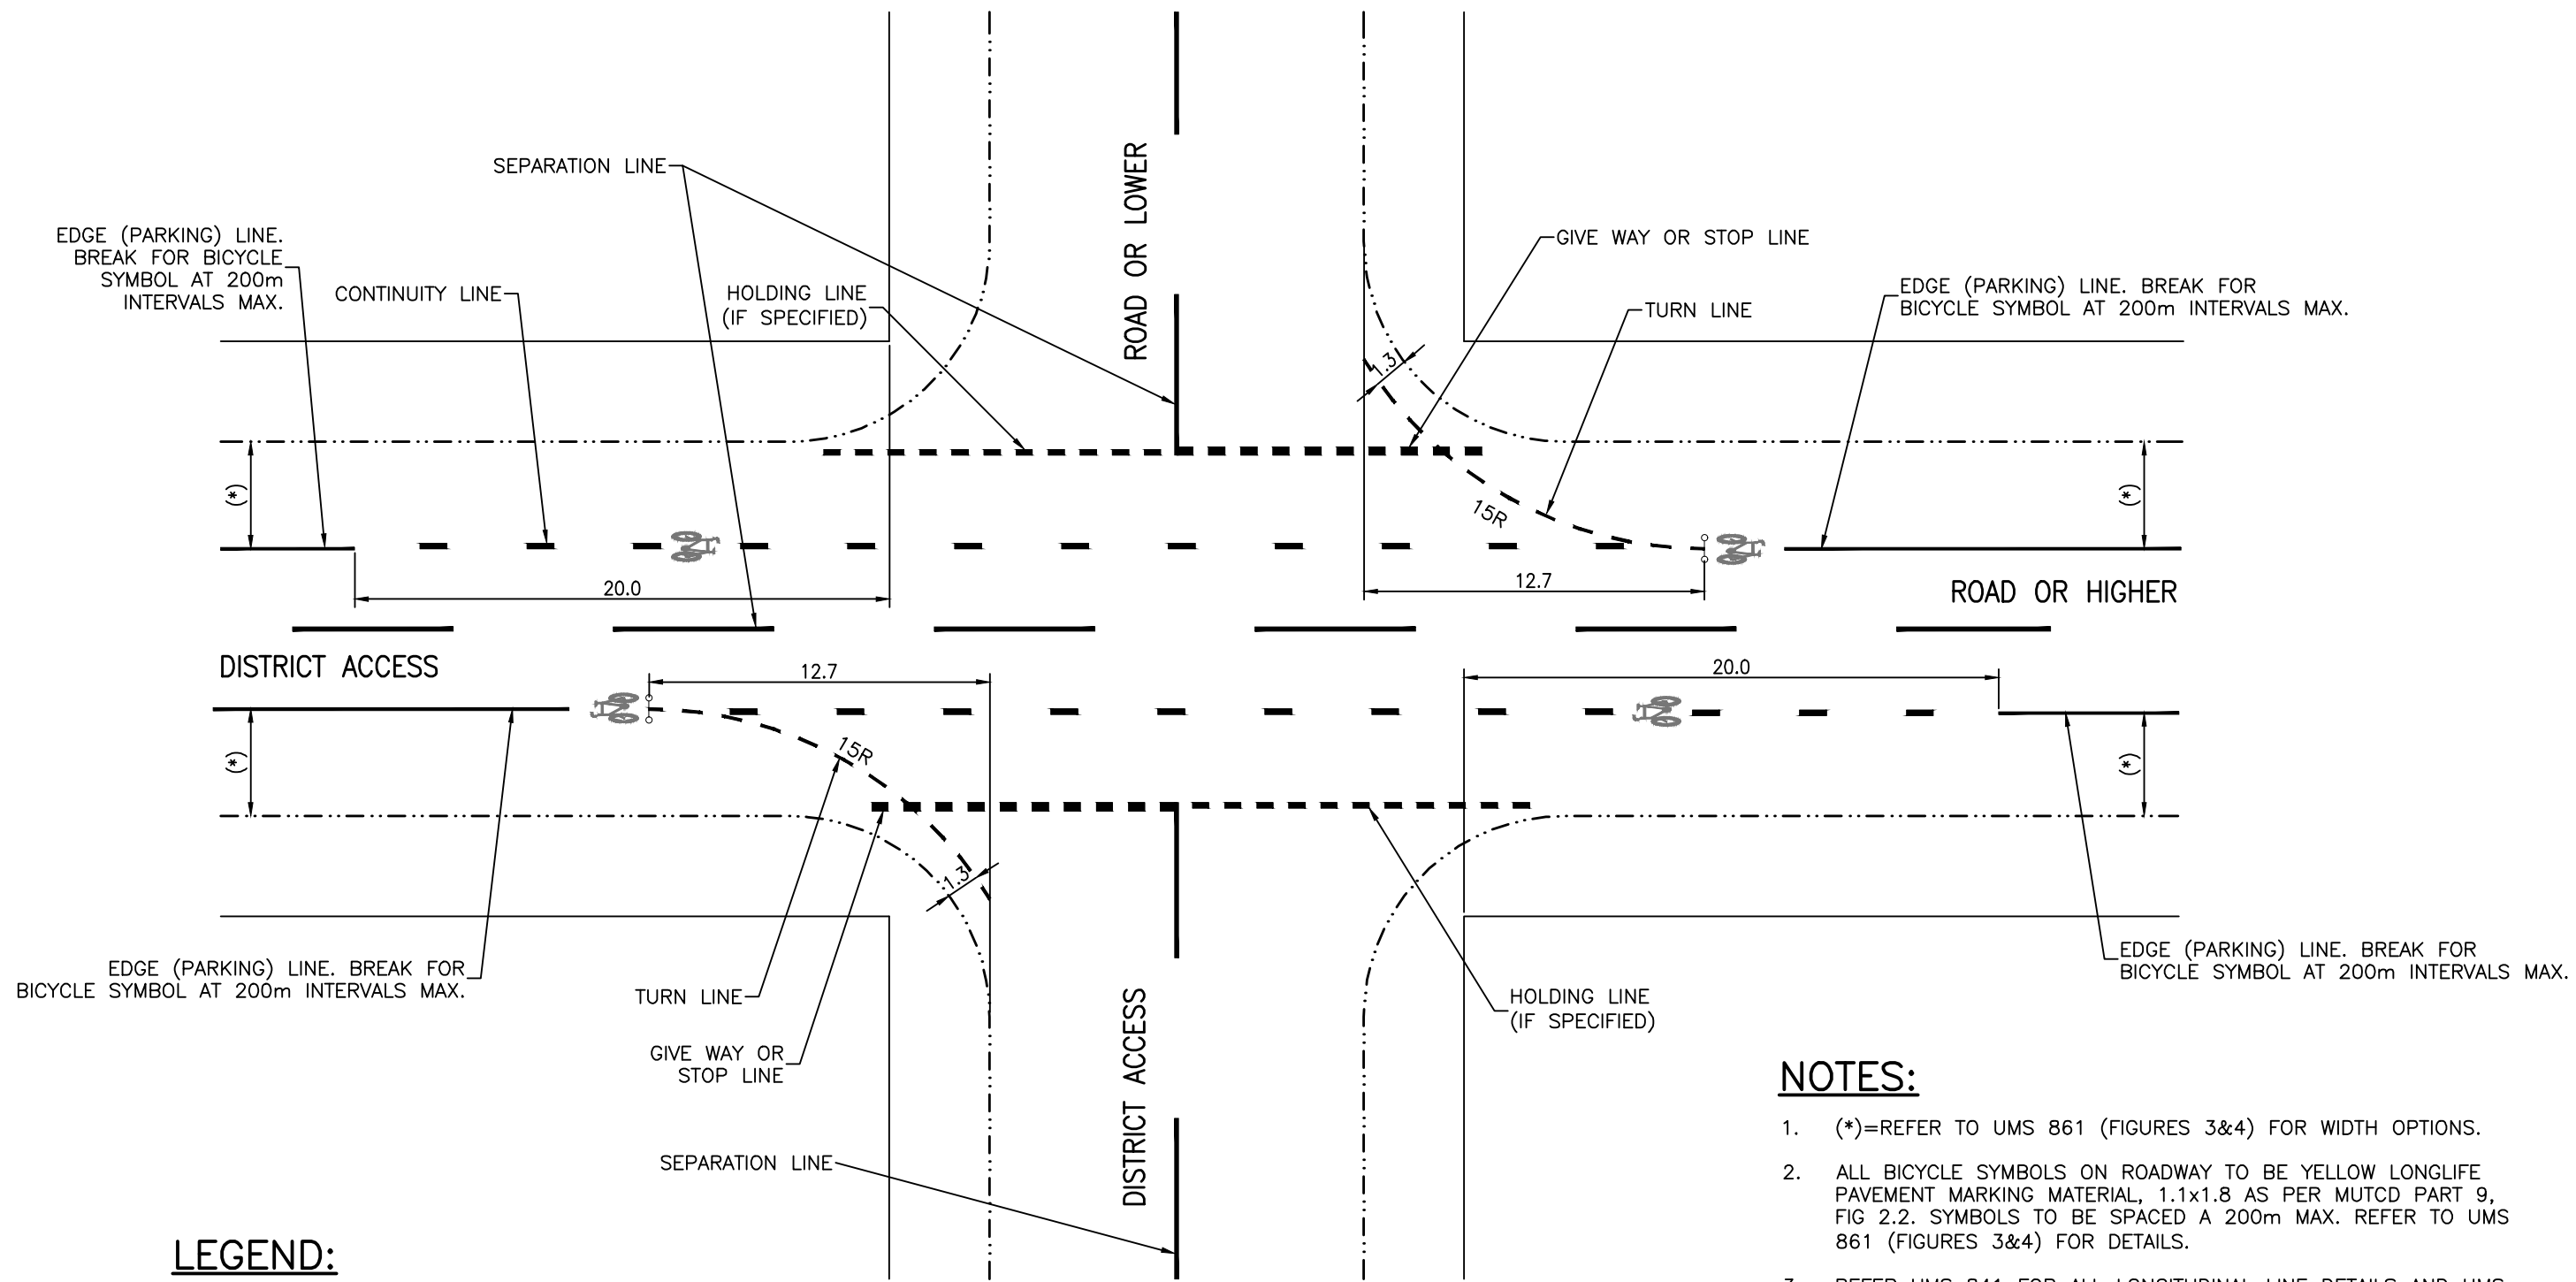 SEPARATION LINE
ROAD OR LOWER
EDGE (PARKING) LINE.
BREAK FOR BICYCLE
SYMBOL AT 200m
INTERVALS MAX.
CONTINUITY LINE
HOLDING LINE
(IF SPECIFIED)
GIVE WAY OR STOP LINE
TURN LINE
EDGE (PARKING) LINE. BREAK FOR
BICYCLE SYMBOL AT 200m INTERVALS MAX.
1.3
(*)
15R
(*)
20.0
12.7
ROAD OR HIGHER
DISTRICT ACCESS
12.7
20.0
(*)
15R
(*)
1.3
EDGE (PARKING) LINE. BREAK FOR
BICYCLE SYMBOL AT 200m INTERVALS MAX.
TURN LINE
GIVE WAY OR
STOP LINE
DISTRICT ACCESS
HOLDING LINE
(IF SPECIFIED)
EDGE (PARKING) LINE. BREAK FOR
BICYCLE SYMBOL AT 200m INTERVALS MAX.
SEPARATION LINE
LEGEND:
NOTES:
1. (*)=REFER TO UMS 861 (FIGURES 3&4) FOR WIDTH OPTIONS.
2. ALL BICYCLE SYMBOLS ON ROADWAY TO BE YELLOW LONGLIFE
PAVEMENT MARKING MATERIAL, 1.1x1.8 AS PER MUTCD PART 9,
FIG 2.2. SYMBOLS TO BE SPACED A 200m MAX. REFER TO UMS
861 (FIGURES 3&4) FOR DETAILS.